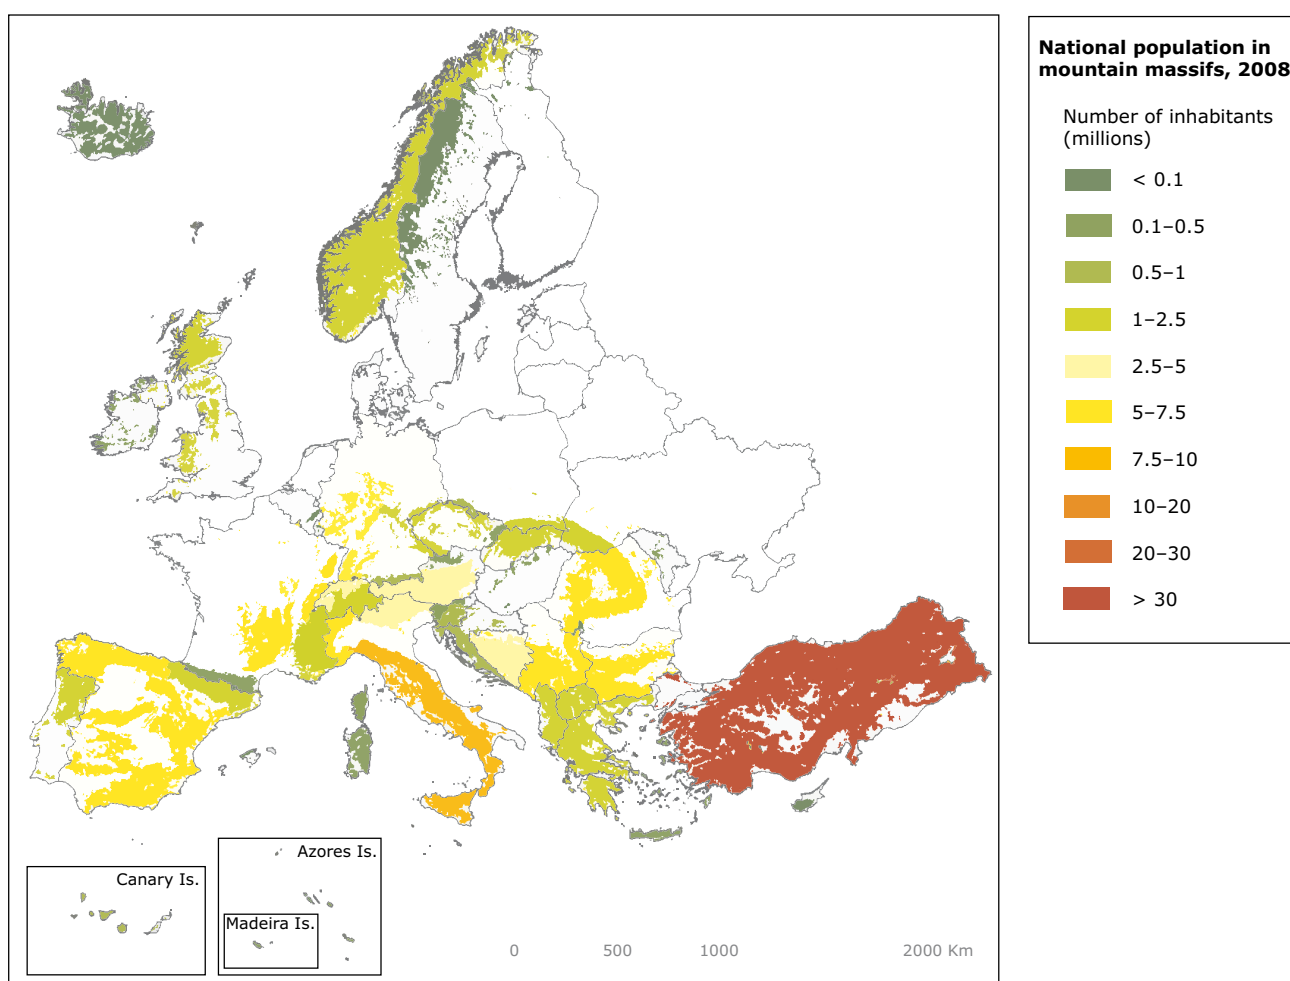 National population in
mountain massifs, 2008
Number of inhabitants
(millions)
< 0.1
0.1–0.5
0.5–1
1–2.5
2.5–5
5–7.5
7.5–10
10–20
20–30
> 30
Azores Is.
Canary Is.
Madeira Is.
0 500 1000 2000 Km